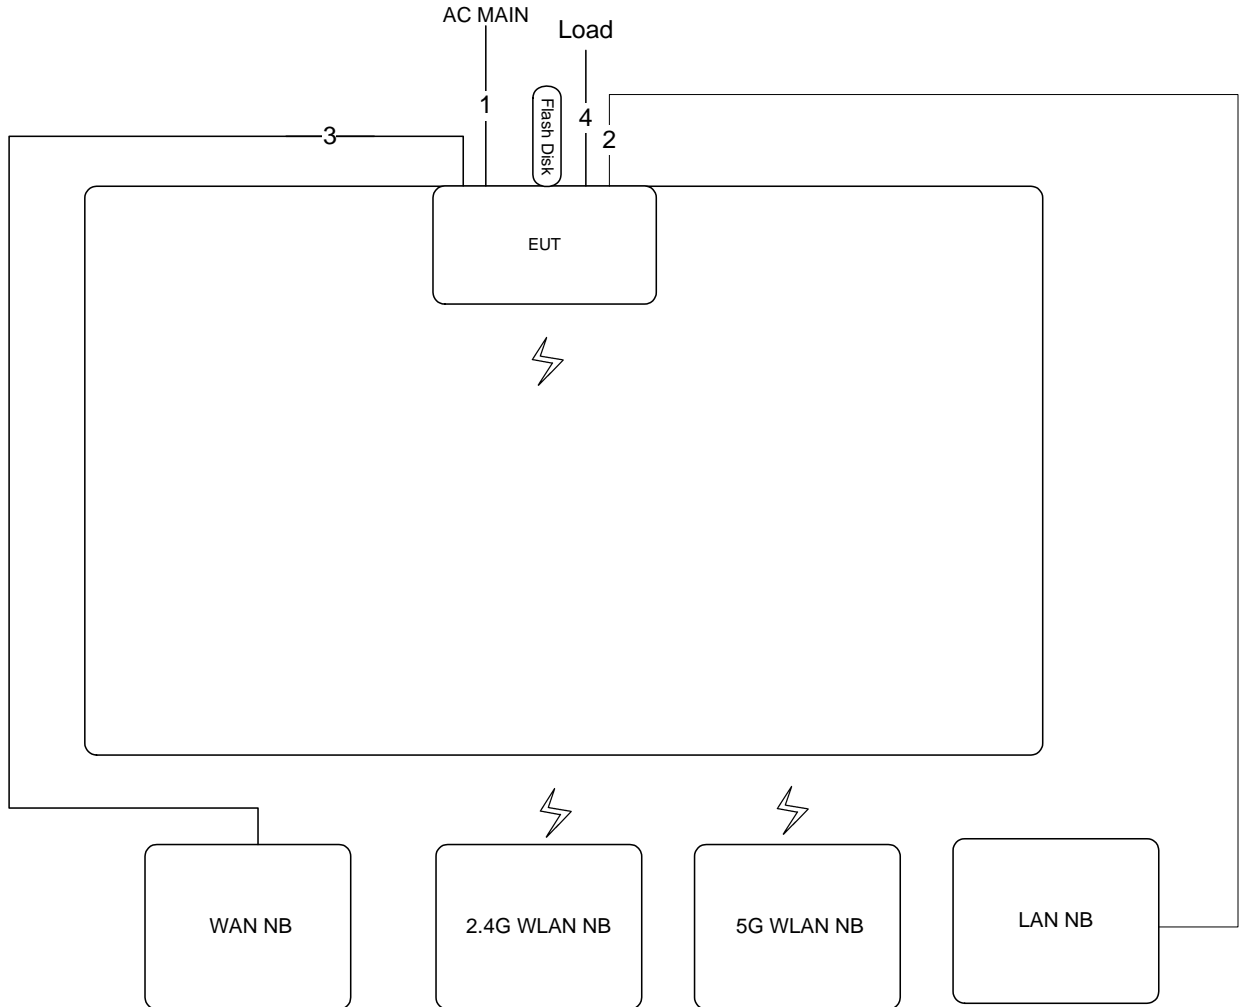 AC MAIN
Load
1
Flash Disk
4
2
3
EUT
WAN NB
2.4G WLAN NB
5G WLAN NB
LAN NB